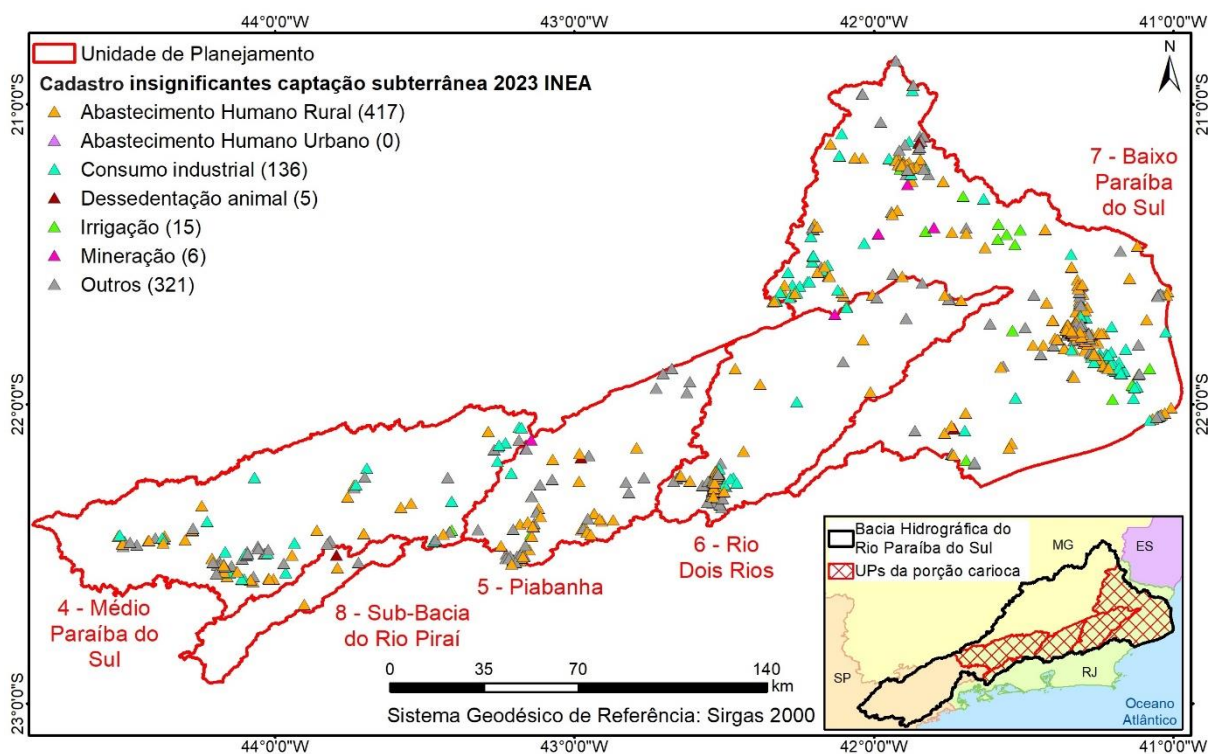 44°0'0"W
43°0'0"W
42°0'0"W
41°0'0"W
Unidade de Planejamento
Cadastro insignificantes captação subterrânea 2023 INEA
Abastecimento Humano Rural (417)
Abastecimento Humano Urbano (0)
Consumo industrial (136)
Dessedentação animal (5)
Irrigação (15)
Mineração (6)
Outros (321)
N
21°0'0"S
21°0'0"S
7 - Baixo
Paraíba
do Sul
22°0'0"S
22°0'0"S
6 - Rio
Dois Rios
5 - Piabanha
4 - Médio
Paraíba do
Sul
8 - Sub-Bacia
do Rio Piraí
0 35 70 140
km
Sistema Geodésico de Referência: Sirgas 2000
Bacia Hidrográfica do
Rio Paraíba do Sul
UPs da porção carioca
MG
ES
SP
RJ
Oceano
Atlântico
23°0'0"S
23°0'0"S
44°0'0"W
43°0'0"W
42°0'0"W
41°0'0"W